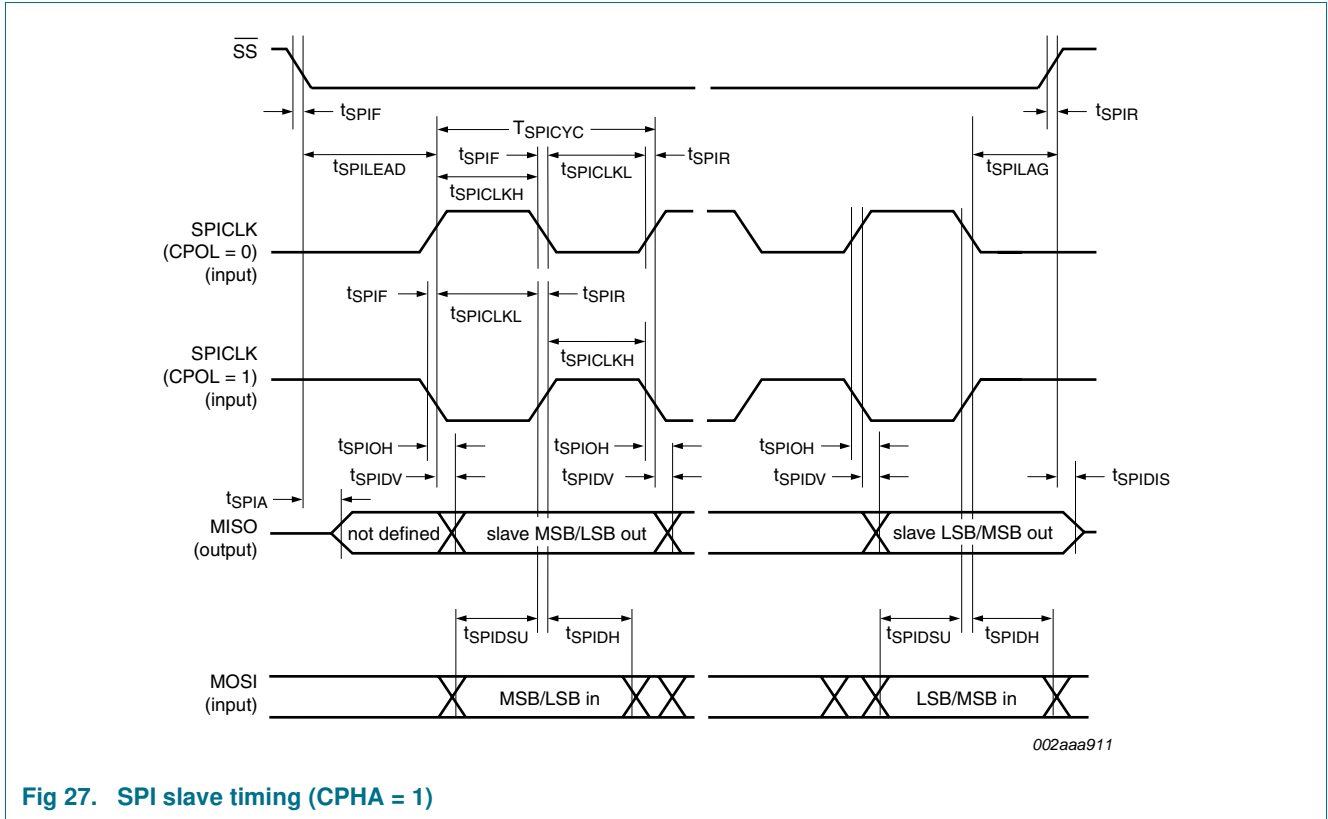 SS
tSPIF
tSPIR
TSPICYC
tSPILEAD
tSPIF
tSPICLKL
tSPIR
tSPILAG
tSPICLKH
SPICLK
(CPOL = 0)
(input)
tSPIF
tSPICLKL
tSPIR
SPICLK
(CPOL = 1)
(input)
tSPICLKH
tSPIOH
tSPIOH
tSPIOH
tSPIDV
tSPIDV
tSPIDV
tSPIDIS
tSPIA
MISO
(output)
not defined
slave MSB/LSB out
slave LSB/MSB out
tSPIDSU
tSPIDH
tSPIDSU
tSPIDH
MOSI
(input)
MSB/LSB in
LSB/MSB in
002aaa911
Fig 27. SPI slave timing (CPHA = 1)